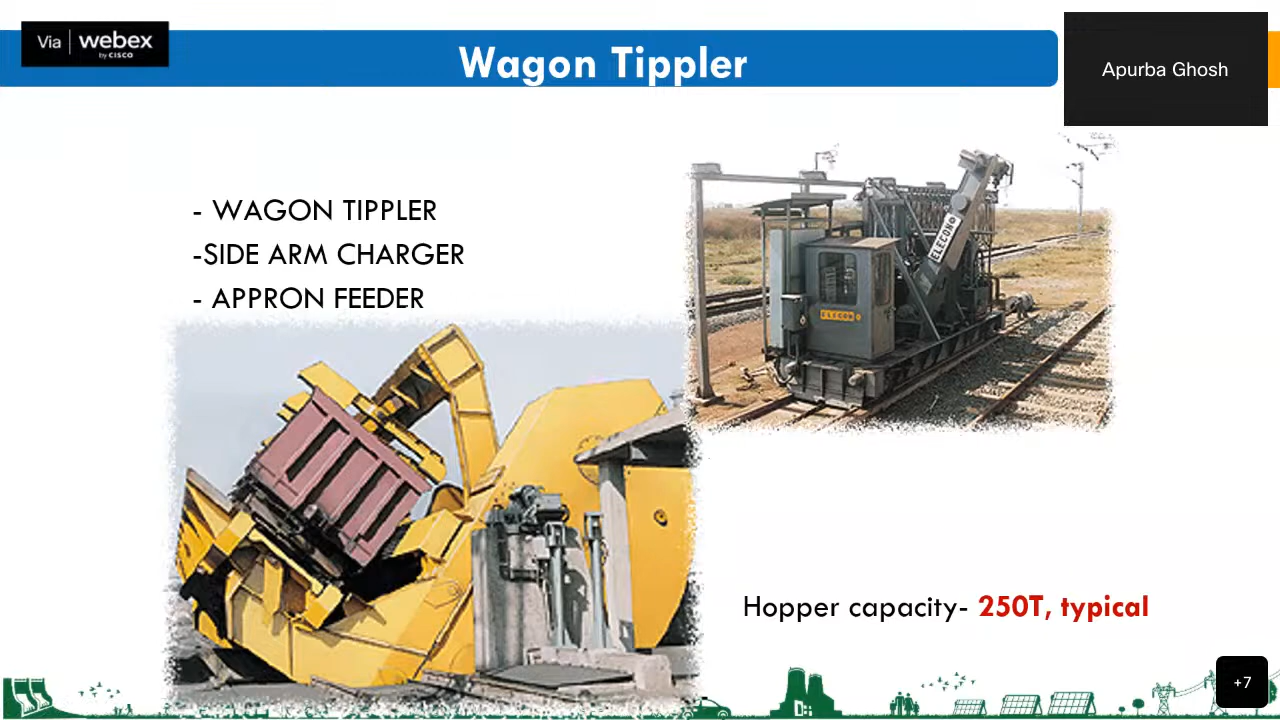 Via | webex
by CISCO
Wagon Tippler
Apurba Ghosh
- WAGON TIPPLER
-SIDE ARM CHARGER
- APPRON FEEDER
ELECON
ELECON
Hopper capacity- 250T, typical
+7